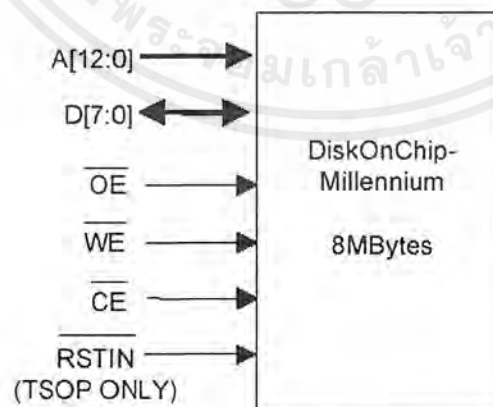 A[12:0]
D[7:0]
OE
WE
CE
RSTIN
(TSOP ONLY)
DiskOnChip-
Millennium
8MBytes